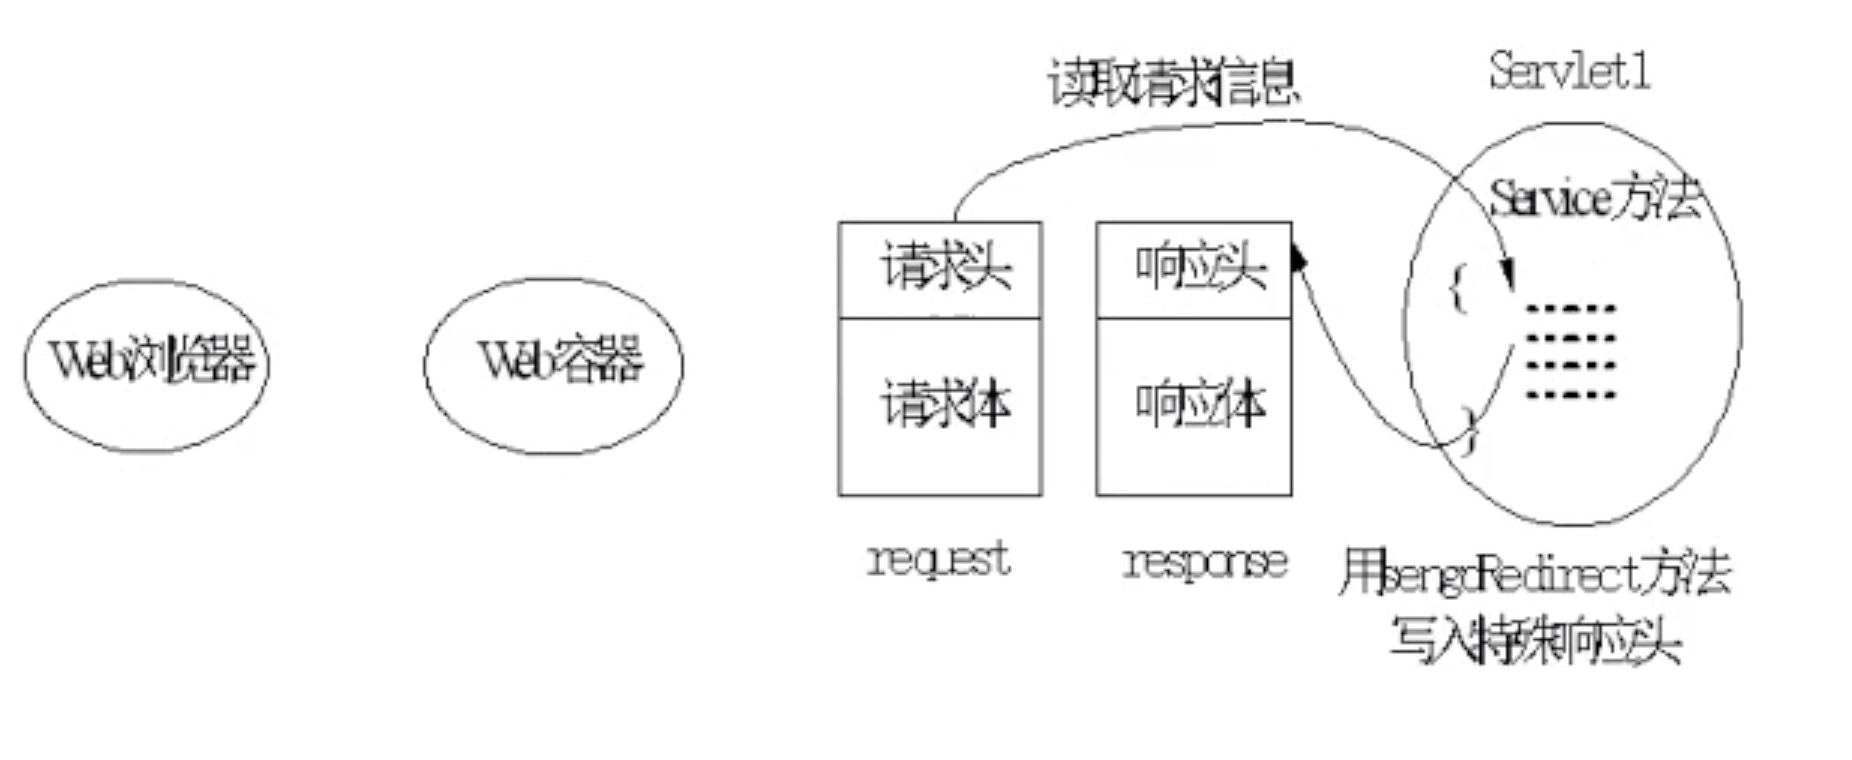 读取请求信息
Servlet1
Service方法
请求头
响应头
{
Web浏览器
Web容器
请求体
响应体
}
request
response
用sengdRedirect方法
写入特殊响应头